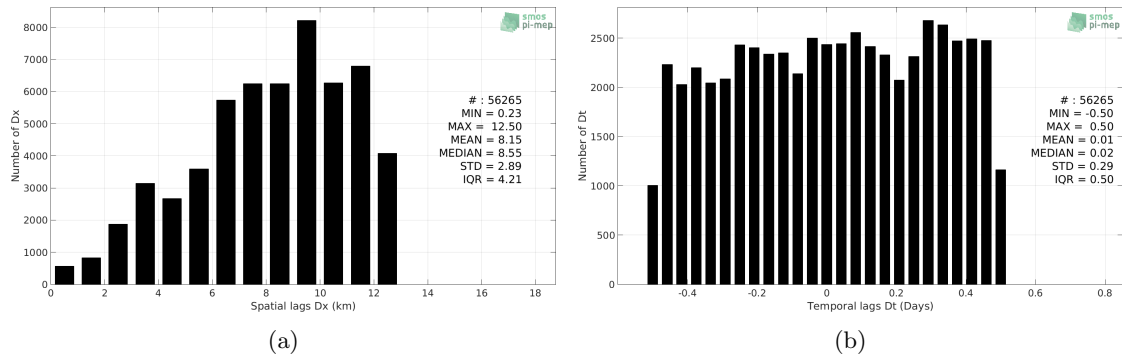 smos
pi-mep
8000
7000
6000
5000
4000
3000
2000
1000
0
Number of Dx
# : 56265
MIN = 0.23
MAX = 12.50
MEAN = 8.15
MEDIAN = 8.55
STD = 2.89
IQR = 4.21
0 2 4 6 8 10 12 14 16 18
Spatial lags Dx (km)
(a)
smos
pi-mep
2500
2000
1500
1000
500
0
Number of Dt
# : 56265
MIN = -0.50
MAX = 0.50
MEAN = 0.01
MEDIAN = 0.02
STD = 0.29
IQR = 0.50
-0.4 -0.2 0 0.2 0.4 0.6 0.8
Temporal lags Dt (Days)
(b)